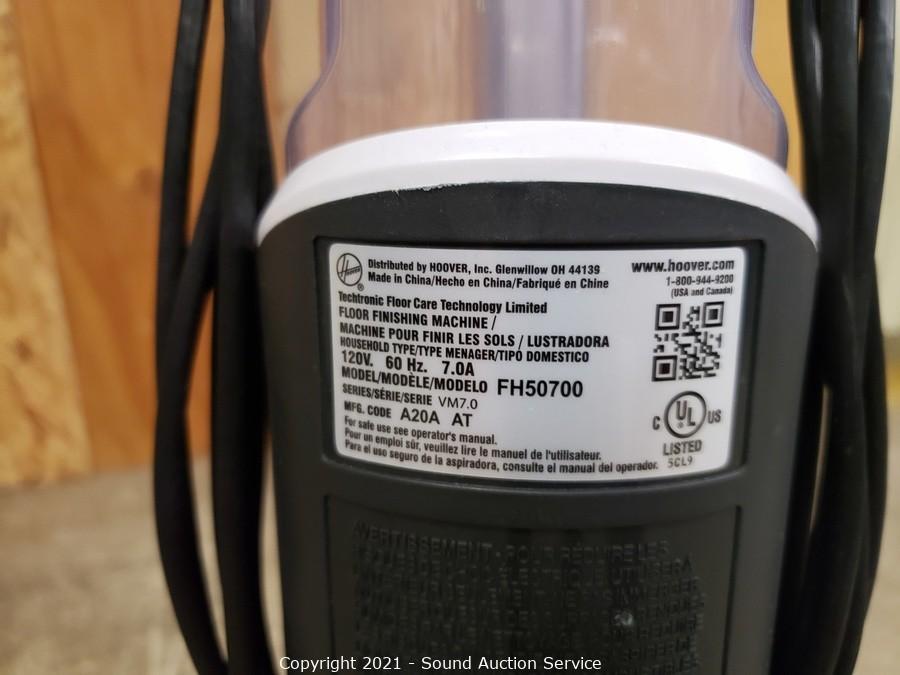 Hoover
®
Distributed by HOOVER, Inc. Glenwillow OH 44139
Made in China/Hecho en China/Fabriqué en Chine
www.hoover.com
1-800-944-9200
(USA and Canada)
Techtronic Floor Care Technology Limited
FLOOR FINISHING MACHINE /
MACHINE POUR FINIR LES SOLS / LUSTRADORA
HOUSEHOLD TYPE/TYPE MENAGER/TIPO DOMESTICO
120V. 60 Hz. 7.0A
MODEL/MODÈLE/MODELO FH50700
SERIES/SÉRIE/SERIE VM7.0
MFG. CODE A20A AT
For safe use see operator's manual.
Pour un emploi sûr, veuillez lire le manuel de l'utilisateur.
Para el uso seguro de la aspiradora, consulte el manual del operador.
C UL US
®
LISTED
5CL9
AVERTISSEMENT - POUR RÉDUIRE LES
Copyright 2021 - Sound Auction Service